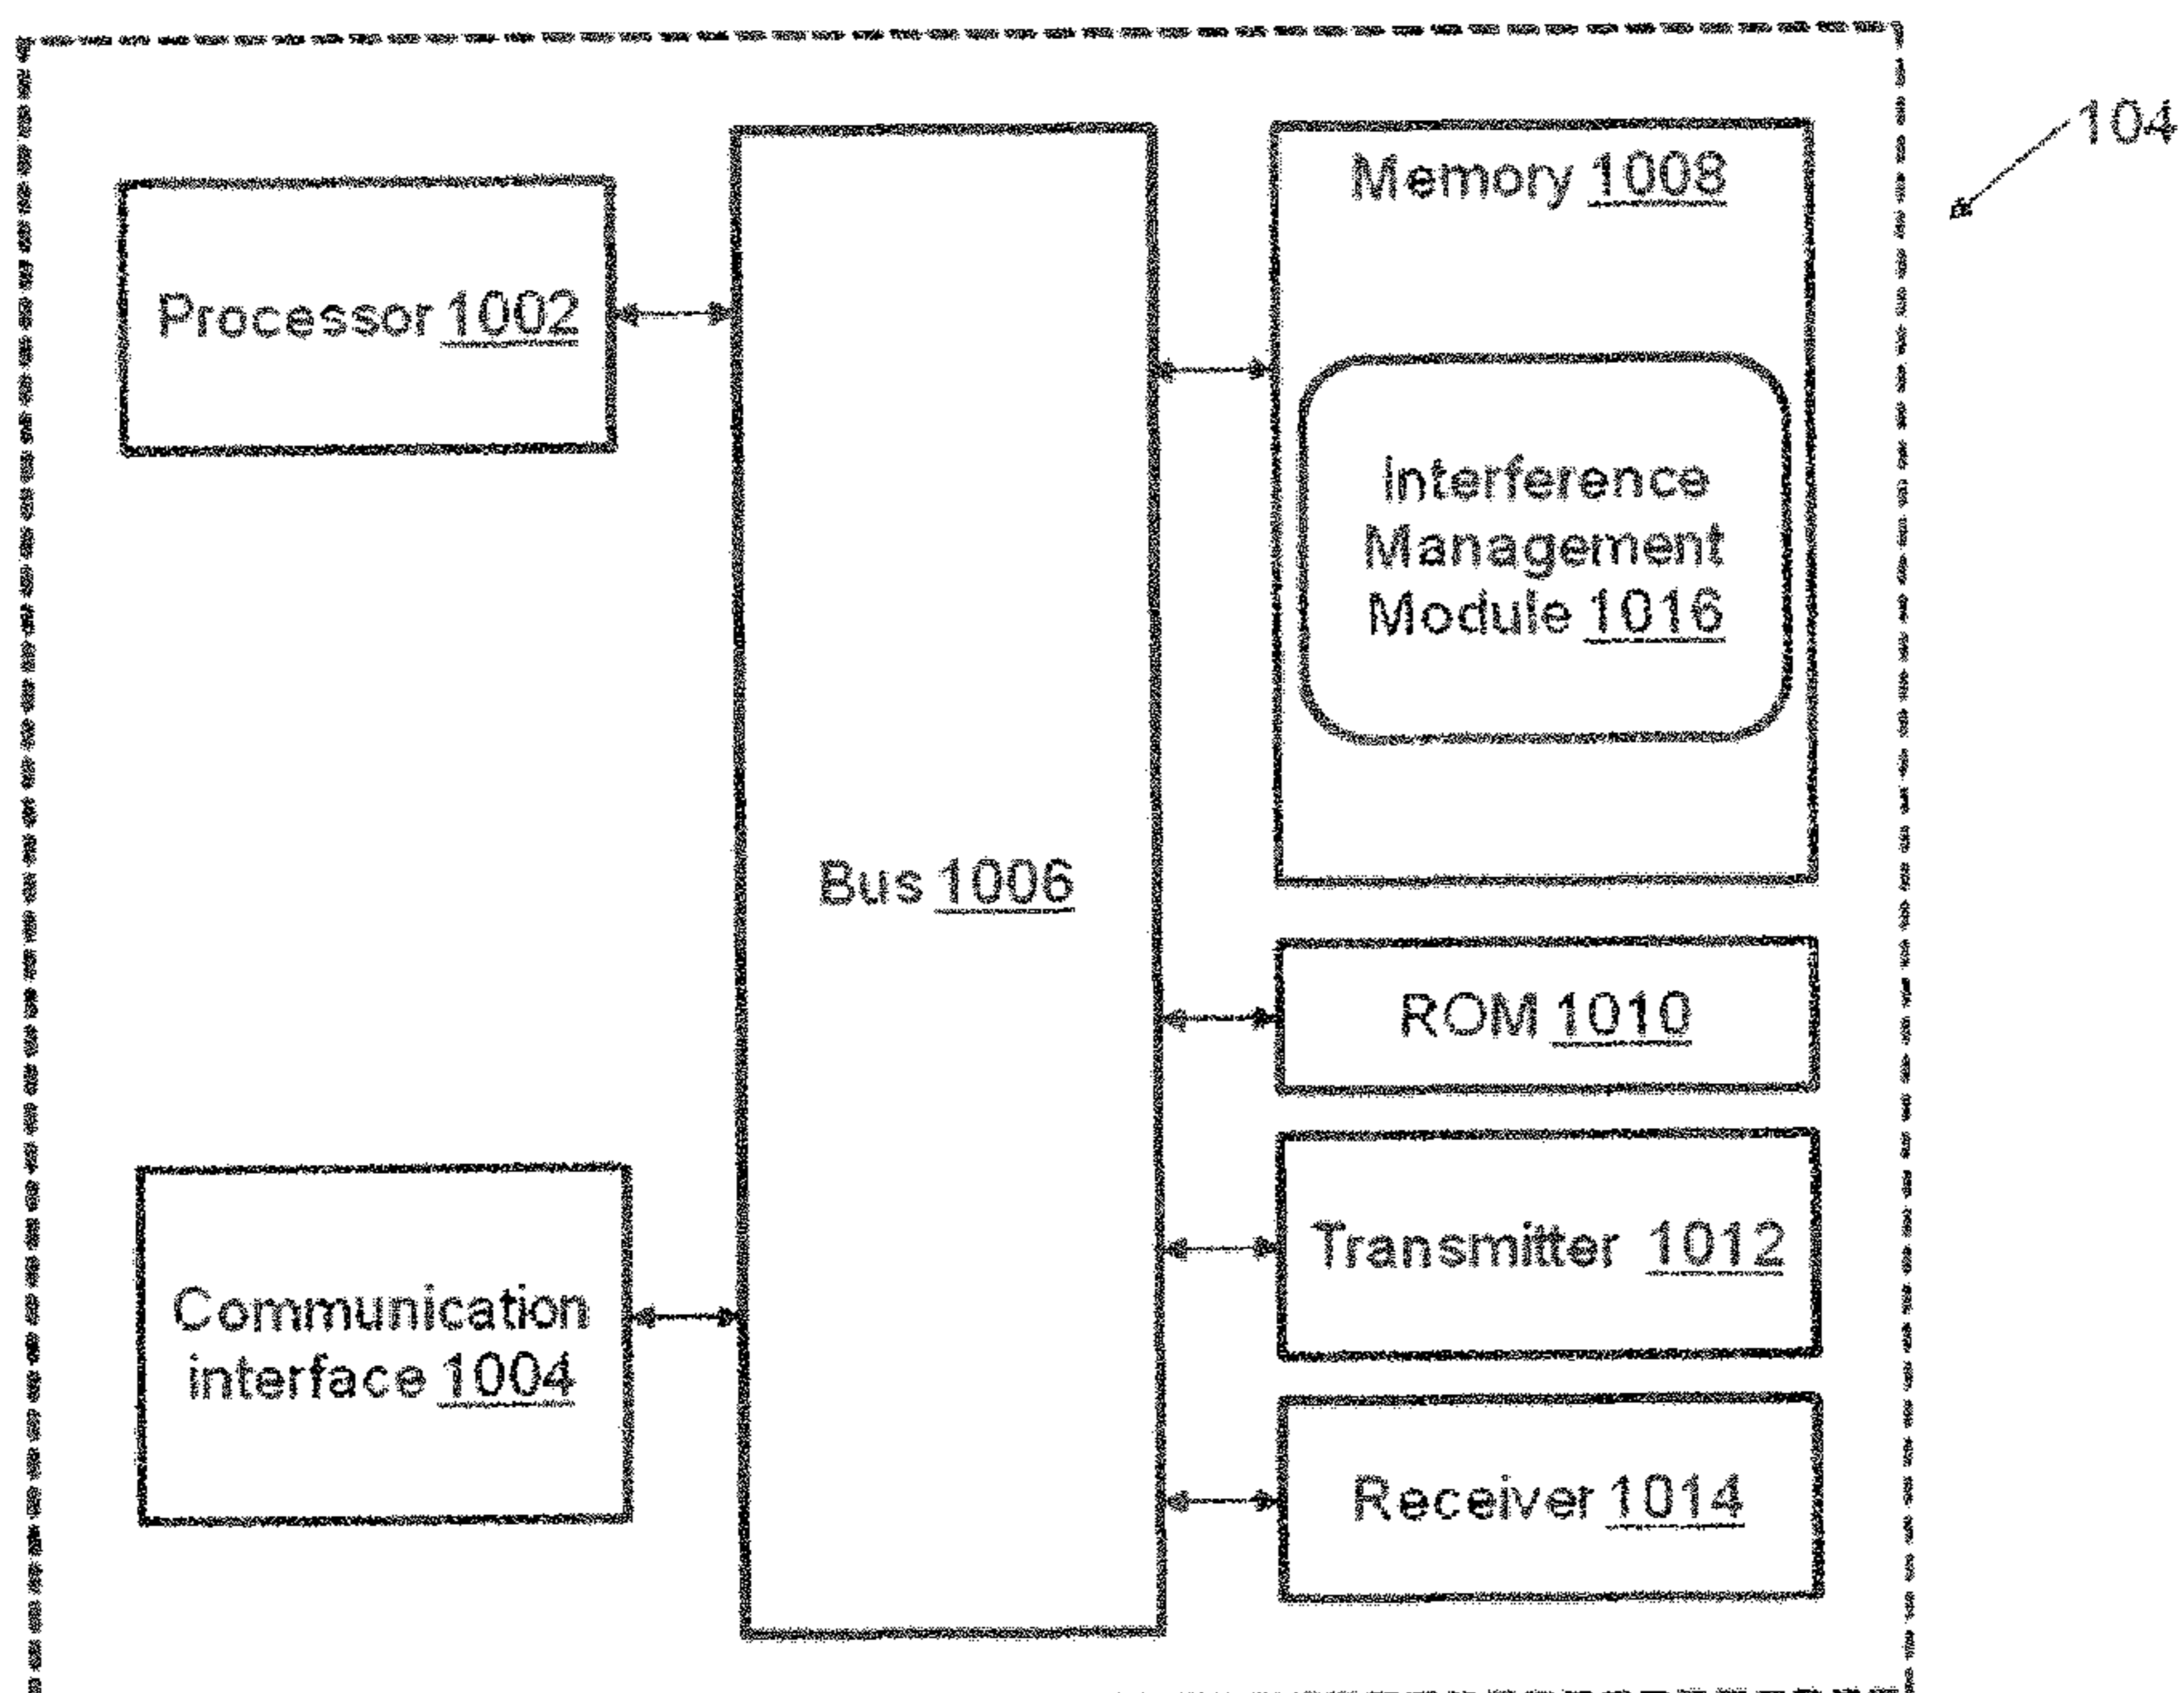 104
Processor 1002
Communication
interface 1004
Bus 1006
Memory 1008
Interference
Management
Module 1016
ROM 1010
Transmitter 1012
Receiver 1014